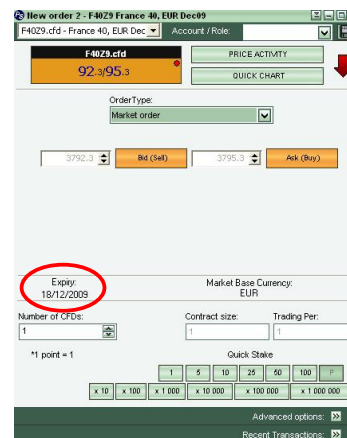 New order 2 - F40Z9 France 40, EUR Dec09
F40Z9.cfd - France 40, EUR Dec
Account / Role:
F40Z9.cfd
92.3/95.3
PRICE ACTIVITY
QUICK CHART
OrderType:
Market order
3792.3 Bid (Sell) 3795.3 Ask (Buy)
Expiry:
18/12/2009
Market Base Currency:
EUR
Number of CFDs: Contract size: Trading Per:
1 1 1
*1 point = 1
Quick Stake
1 5 10 25 50 100 P
x 10 x 100 x 1 000 x 10 000 x 100 000 x 1 000 000
Advanced options:
Recent Transactions: